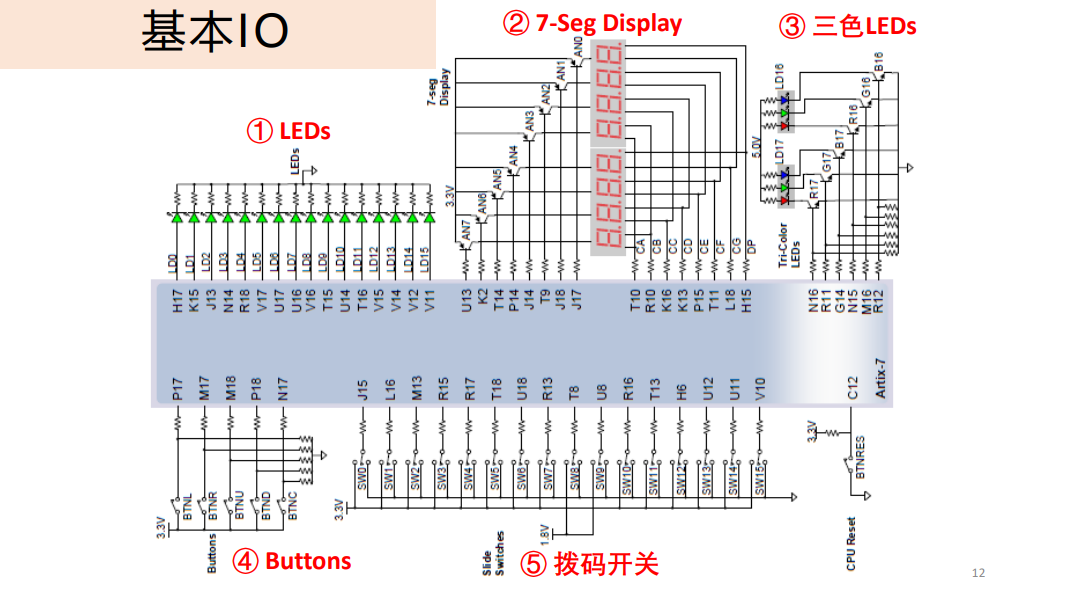 基本IO
② 7-Seg Display
③ 三色LEDs
① LEDs
LEDs
7-seg
Display
3.3V
AN7
AN6
AN5
AN4
AN3
AN2
AN1
AN0
CA
CB
CC
CD
CE
CF
CG
DP
5.0V
LD17
LD16
R17
G17
B17
R16
G16
B16
Tri-Color
LEDs
LD0
LD1
LD2
LD3
LD4
LD5
LD6
LD7
LD8
LD9
LD10
LD11
LD12
LD13
LD14
LD15
H17
K15
J13
N14
R18
V17
U17
U16
V16
T15
U14
T16
V15
V14
V12
V11
U13
K2
T14
P14
J14
T9
J18
J17
T10
R10
K16
K13
P15
T11
L18
H15
N16
R11
G14
N15
M16
R12
P17
M17
M18
P18
N17
J15
L16
M13
R15
R17
T18
U18
R13
T8
U8
R16
T13
H6
U12
U11
V10
C12
Artix-7
3.3V
BTNL
BTNR
BTNU
BTND
BTNC
Buttons
④ Buttons
3.3V
SW0
SW1
SW2
SW3
SW4
SW5
SW6
SW7
SW8
SW9
SW10
SW11
SW12
SW13
SW14
SW15
1.8V
Slide
Switches
⑤ 拨码开关
3.3V
BTNRES
CPU Reset
12